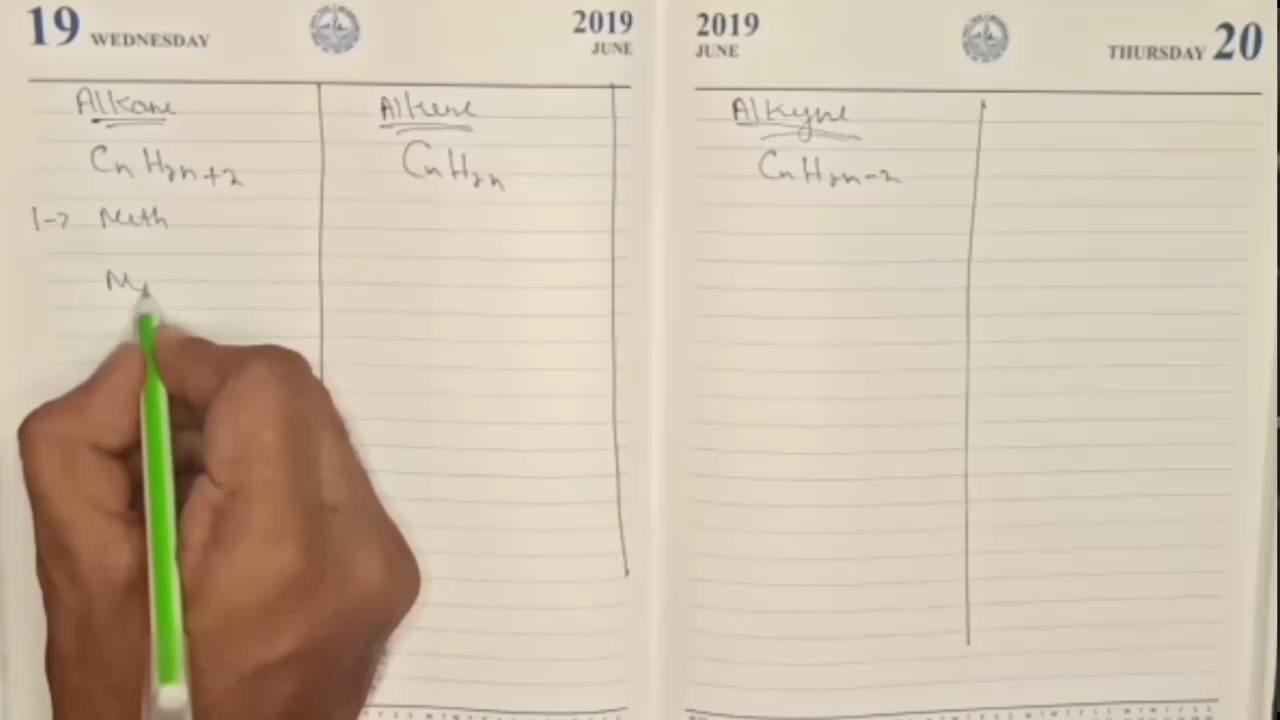 19 WEDNESDAY 2019 JUNE
Alkane Alkene
CnH2n+2 CnH2n
1-> Meth
M
2019 JUNE THURSDAY 20
Alkyne
CnH2n-2